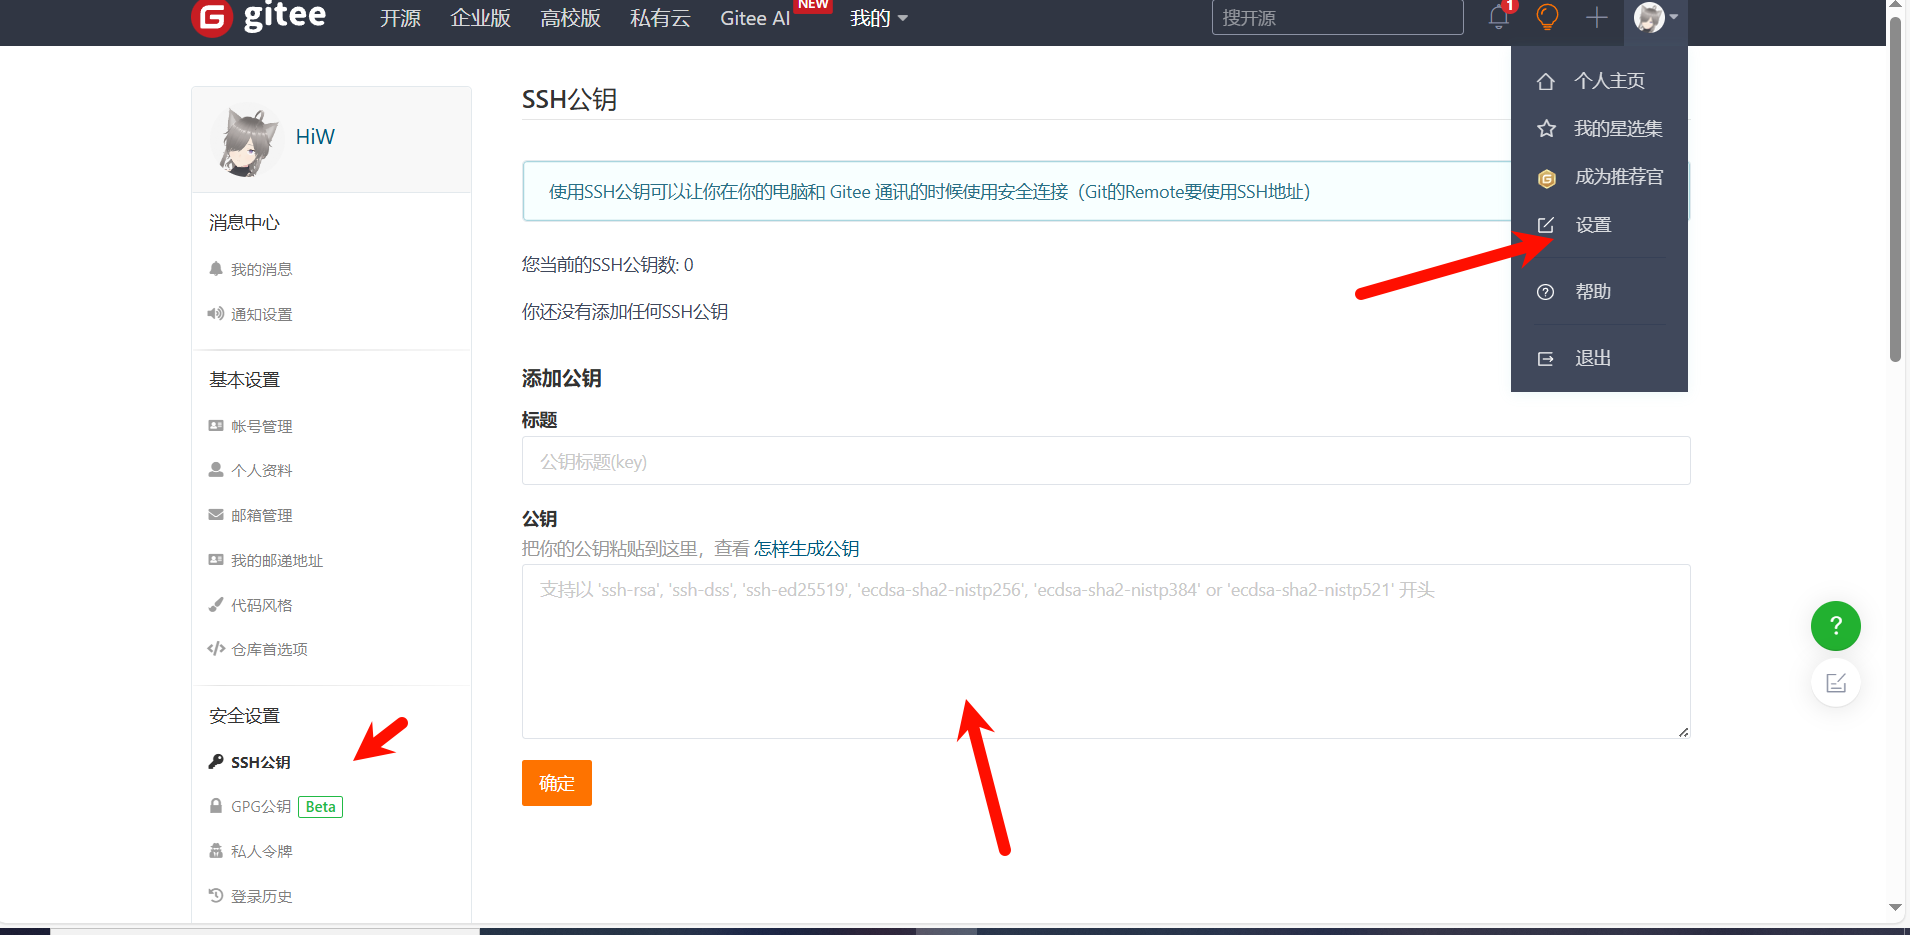 gitee
开源
企业版
高校版
私有云
Gitee AI
NEW
我的
搜开源
1
个人主页
我的星选集
成为推荐官
设置
帮助
退出
HiW
消息中心
我的消息
通知设置
基本设置
帐号管理
个人资料
邮箱管理
我的邮递地址
代码风格
仓库首选项
安全设置
SSH公钥
GPG公钥 Beta
私人令牌
登录历史
SSH公钥
使用SSH公钥可以让你在你的电脑和 Gitee 通讯的时候使用安全连接（Git的Remote要使用SSH地址）
您当前的SSH公钥数: 0
你还没有添加任何SSH公钥
添加公钥
标题
公钥标题(key)
公钥
把你的公钥粘贴到这里，查看 怎样生成公钥
支持以 'ssh-rsa', 'ssh-dss', 'ssh-ed25519', 'ecdsa-sha2-nistp256', 'ecdsa-sha2-nistp384' or 'ecdsa-sha2-nistp521' 开头
确定
?